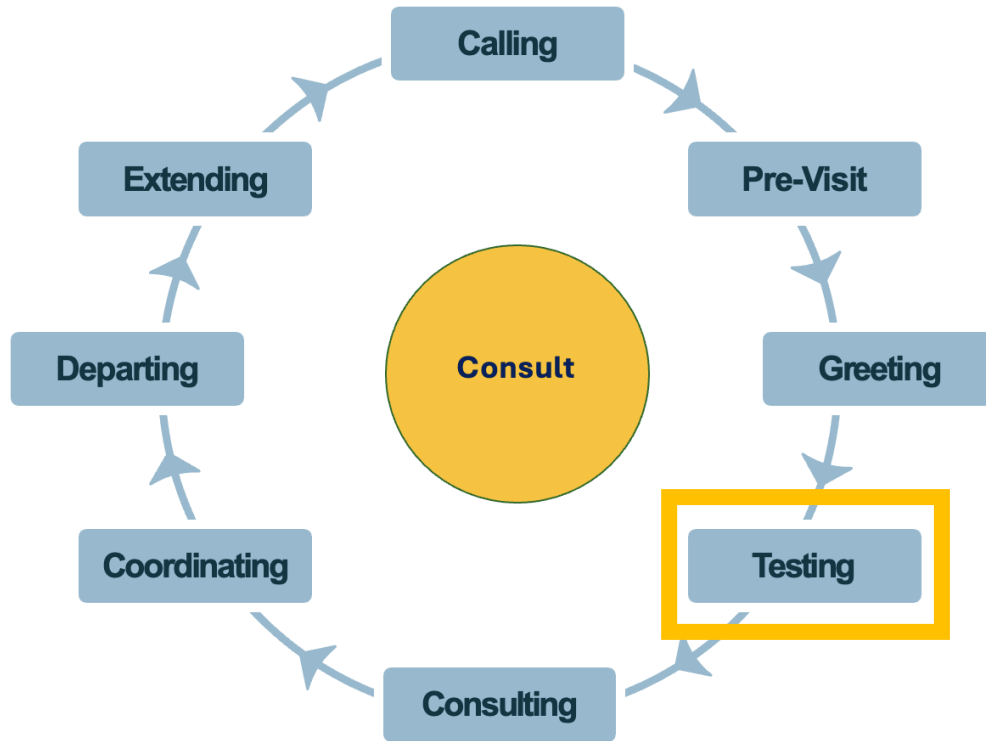 Calling
Pre-Visit
Greeting
Testing
Consulting
Coordinating
Departing
Extending
Consult